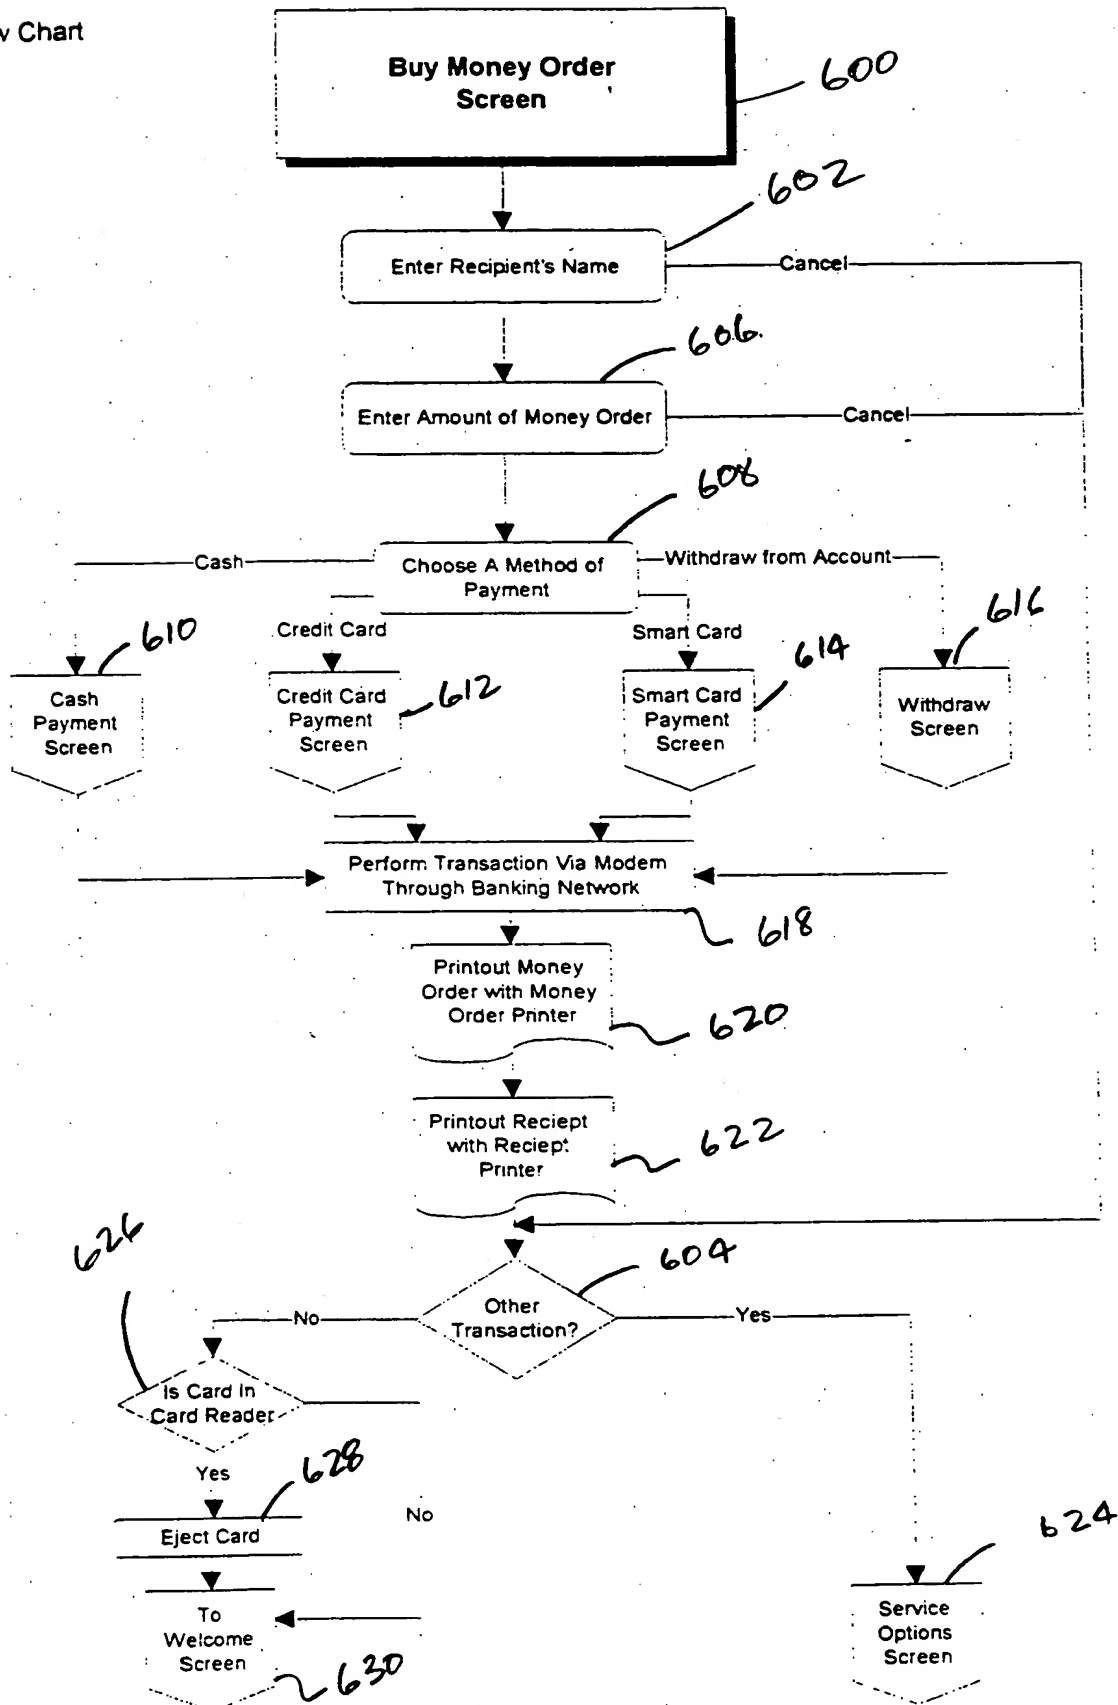 w Chart
Buy Money Order
Screen
600
602
Enter Recipient's Name
Cancel
606.
Enter Amount of Money Order
Cancel
608
Cash
Choose A Method of
Payment
Withdraw from Account
610
Credit Card
Smart Card
616
614
Cash
Payment
Screen
Credit Card
Payment
Screen
612
Smart Card
Payment
Screen
Withdraw
Screen
Perform Transaction Via Modem
Through Banking Network
618
Printout Money
Order with Money
Order Printer
620
Printout Reciept
with Reciept
Printer
622
626
604
No
Other
Transaction?
Yes
Is Card In
Card Reader
Yes
628
No
Eject Card
624
To
Welcome
Screen
630
Service
Options
Screen